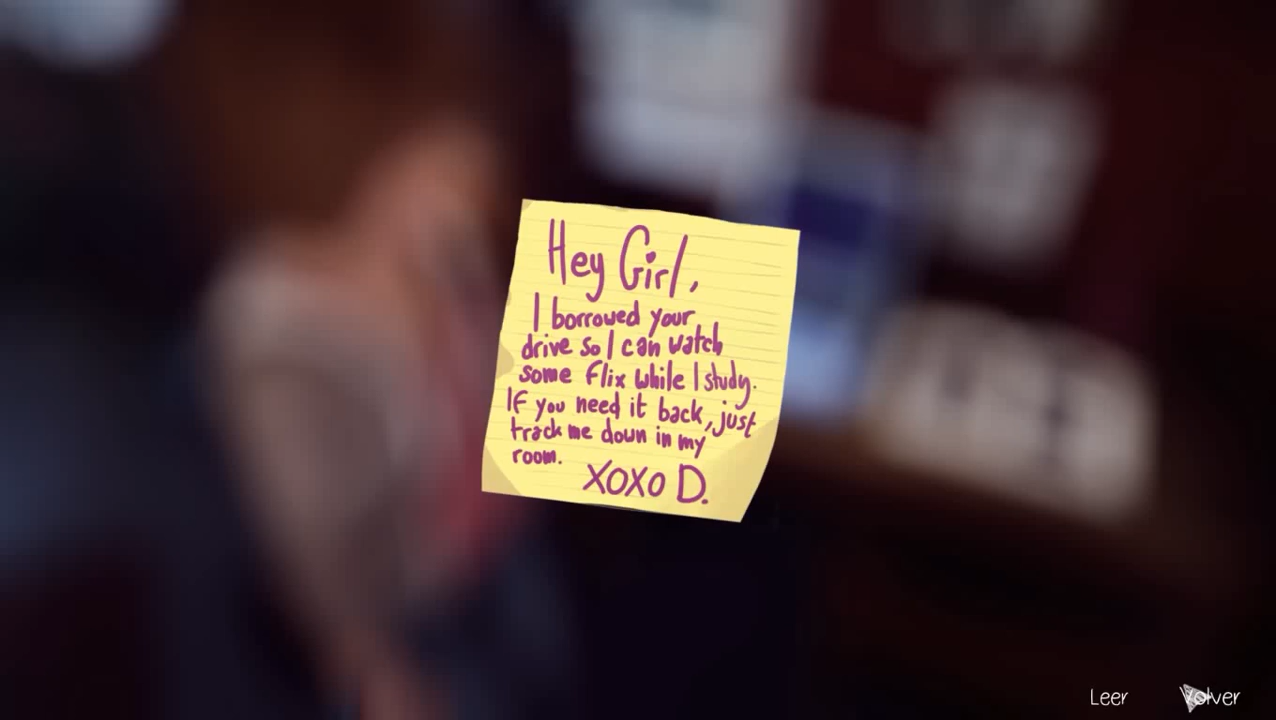 Hey Girl,
I borrowed your
drive so I can watch
some Flix while I study.
If you need it back, just
track me down in my
room.
XOXO D.
Leer
Volver